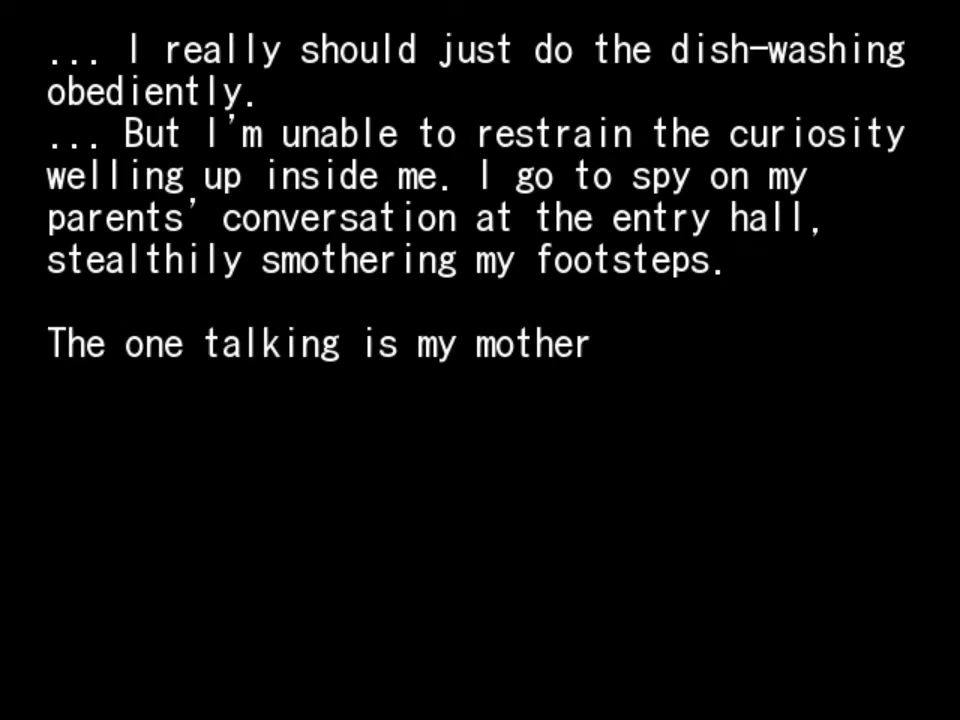 ... I really should just do the dish-washing
obediently.
... But I'm unable to restrain the curiosity
welling up inside me. I go to spy on my
parents' conversation at the entry hall,
stealthily smothering my footsteps.
The one talking is my mother